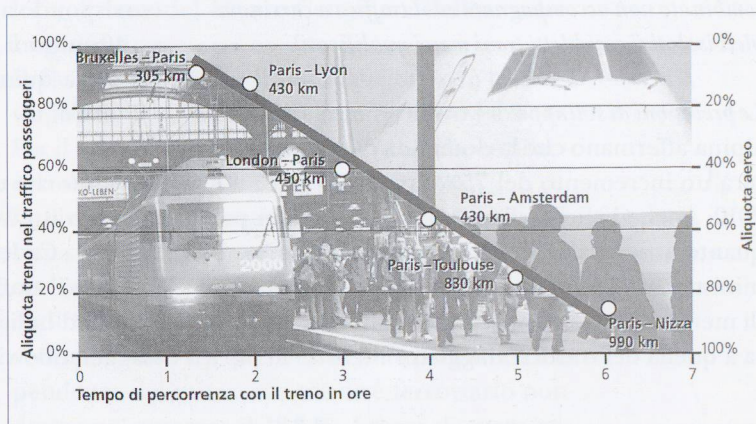 100%
80%
60%
40%
20%
0%
Aliquota treno nel traffico passeggeri
Bruxelles – Paris
305 km
Paris – Lyon
430 km
London – Paris
450 km
Paris – Amsterdam
430 km
Paris – Toulouse
830 km
Paris – Nizza
990 km
KO-LEBEN
2000
0%
20%
40%
60%
80%
100%
Aliquota aereo
0 1 2 3 4 5 6 7
Tempo di percorrenza con il treno in ore